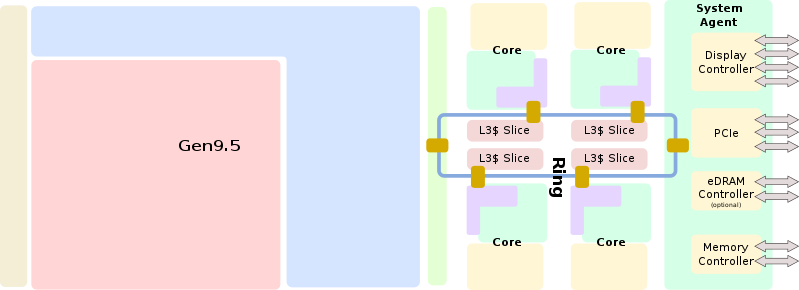 Gen9.5
Core
Core
L3$ Slice
L3$ Slice
L3$ Slice
L3$ Slice
Ring
Core
Core
System
Agent
Display
Controller
PCIe
eDRAM
Controller
(optional)
Memory
Controller